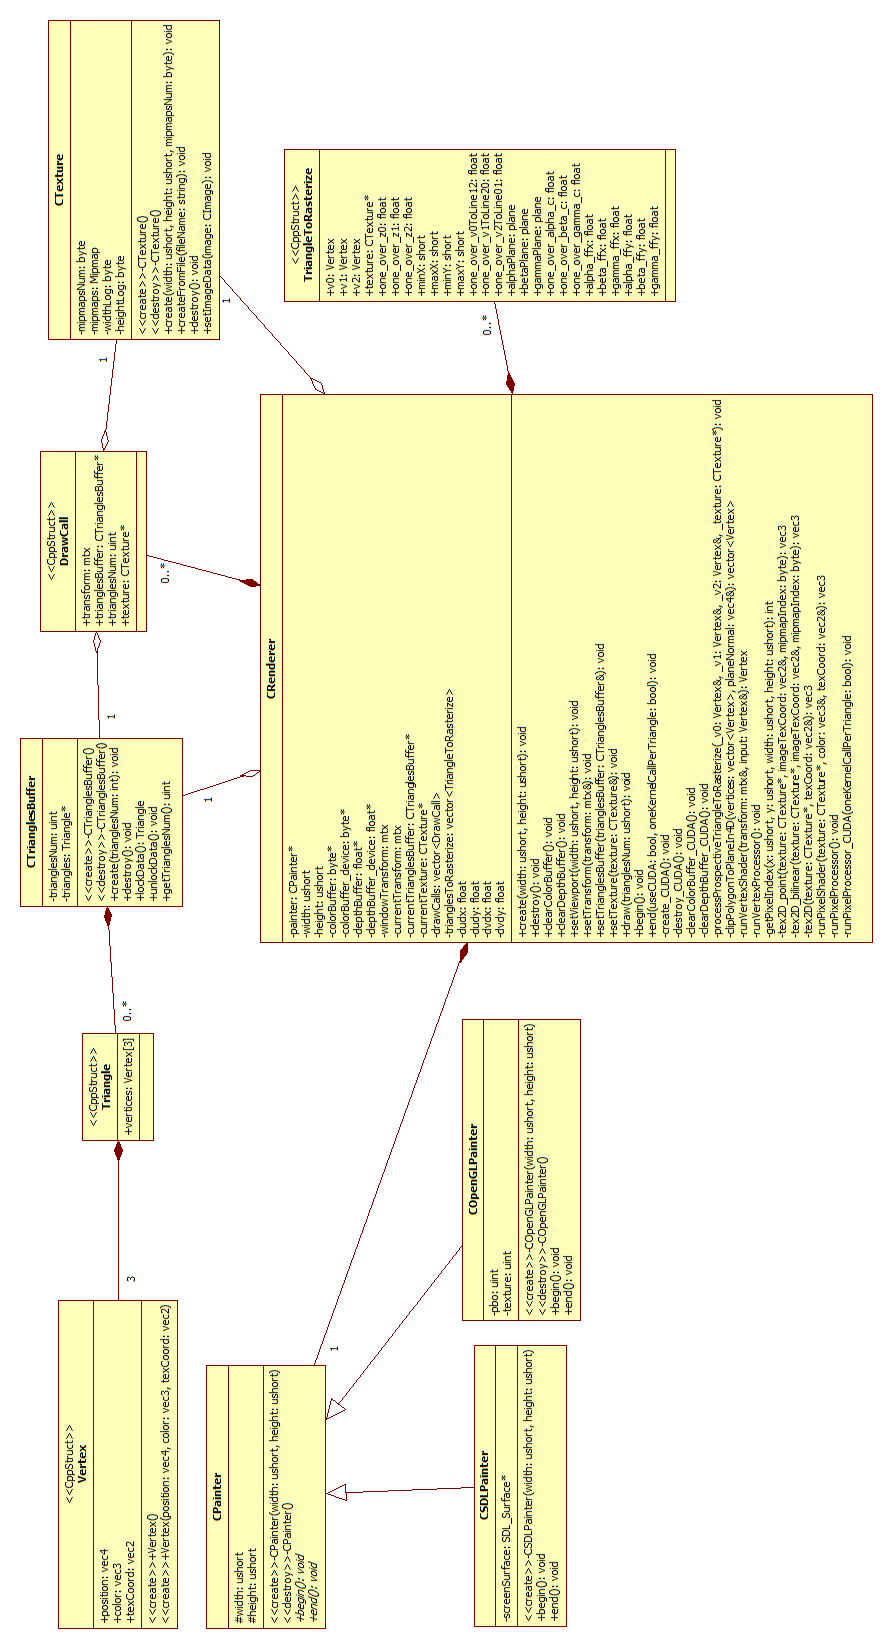 <<CppStruct>>
Vertex
+position: vec4
+color: vec3
+texCoord: vec2
<<create>>+Vertex()
<<create>>+Vertex(position: vec4, color: vec3, texCoord: vec2)
3
<<CppStruct>>
Triangle
+vertices: Vertex[3]
0..*
CTrianglesBuffer
-trianglesNum: uint
-triangles: Triangle*
<<create>>-CTrianglesBuffer()
<<destroy>>-CTrianglesBuffer()
+create(trianglesNum: int): void
+destroy(): void
+lockData(): Triangle
+unlockData(): void
+getTrianglesNum(): uint
1
1
<<CppStruct>>
DrawCall
+transform: mtx
+trianglesBuffer: CTrianglesBuffer*
+trianglesNum: uint
+texture: CTexture*
0..*
1
CTexture
-mipmapsNum: byte
-mipmaps: Mipmap
-widthLog: byte
-heightLog: byte
<<create>>-CTexture()
<<destroy>>-CTexture()
+create(width: ushort, height: ushort, mipmapsNum: byte): void
+createFromFile(fileName: string): void
+destroy(): void
+setImageData(image: CImage): void
1
CPainter
#width: ushort
#height: ushort
<<create>>-CPainter(width: ushort, height: ushort)
<<destroy>>-CPainter()
+begin(): void
+end(): void
1
CRenderer
-painter: CPainter*
-width: ushort
-height: ushort
-colorBuffer: byte*
-colorBuffer_device: byte*
-depthBuffer: float*
-depthBuffer_device: float*
-windowTransform: mtx
-currentTransform: mtx
-currentTrianglesBuffer: CTrianglesBuffer*
-currentTexture: CTexture*
-drawCalls: vector<DrawCall>
-trianglesToRasterize: vector<TriangleToRasterize>
-dudx: float
-dudy: float
-dvdx: float
-dvdy: float
+create(width: ushort, height: ushort): void
+destroy(): void
+clearColorBuffer(): void
+clearDepthBuffer(): void
+setViewport(width: ushort, height: ushort): void
+setTransform(transform: mtx&): void
+setTrianglesBuffer(trianglesBuffer: CTrianglesBuffer&): void
+setTexture(texture: CTexture&): void
+draw(trianglesNum: ushort): void
+begin(): void
+end(useCUDA: bool, oneKernelCallPerTriangle: bool): void
-create_CUDA(): void
-destroy_CUDA(): void
-clearColorBuffer_CUDA(): void
-clearDepthBuffer_CUDA(): void
-processProspectiveTriangleToRasterize(_v0: Vertex&, _v1: Vertex&, _v2: Vertex&, _texture: CTexture*): void
-clipPolygonToPlaneIn4D(vertices: vector<Vertex>, planeNormal: vec4&): vector<Vertex>
-runVertexShader(transform: mtx&, input: Vertex&): Vertex
-runVertexProcessor(): void
-getPixelIndex(x: ushort, y: ushort, width: ushort, height: ushort): int
-tex2D_point(texture: CTexture*, imageTexCoord: vec2&, mipmapIndex: byte): vec3
-tex2D_bilinear(texture: CTexture*, imageTexCoord: vec2&, mipmapIndex: byte): vec3
-tex2D(texture: CTexture*, texCoord: vec2&): vec3
-runPixelShader(texture: CTexture*, color: vec3&, texCoord: vec2&): vec3
-runPixelProcessor(): void
-runPixelProcessor_CUDA(oneKernelCallPerTriangle: bool): void
0..*
<<CppStruct>>
TriangleToRasterize
+v0: Vertex
+v1: Vertex
+v2: Vertex
+texture: CTexture*
+one_over_z0: float
+one_over_z1: float
+one_over_z2: float
+minX: short
+maxX: short
+minY: short
+maxY: short
+one_over_v0ToLine12: float
+one_over_v1ToLine20: float
+one_over_v2ToLine01: float
+alphaPlane: plane
+betaPlane: plane
+gammaPlane: plane
+one_over_alpha_c: float
+one_over_beta_c: float
+one_over_gamma_c: float
+alpha_ffx: float
+beta_ffx: float
+gamma_ffx: float
+alpha_ffy: float
+beta_ffy: float
+gamma_ffy: float
COpenGLPainter
-pbo: uint
-texture: uint
<<create>>-COpenGLPainter(width: ushort, height: ushort)
<<destroy>>-COpenGLPainter()
+begin(): void
+end(): void
CSDLPainter
-screenSurface: SDL_Surface*
<<create>>-CSDLPainter(width: ushort, height: ushort)
+begin(): void
+end(): void